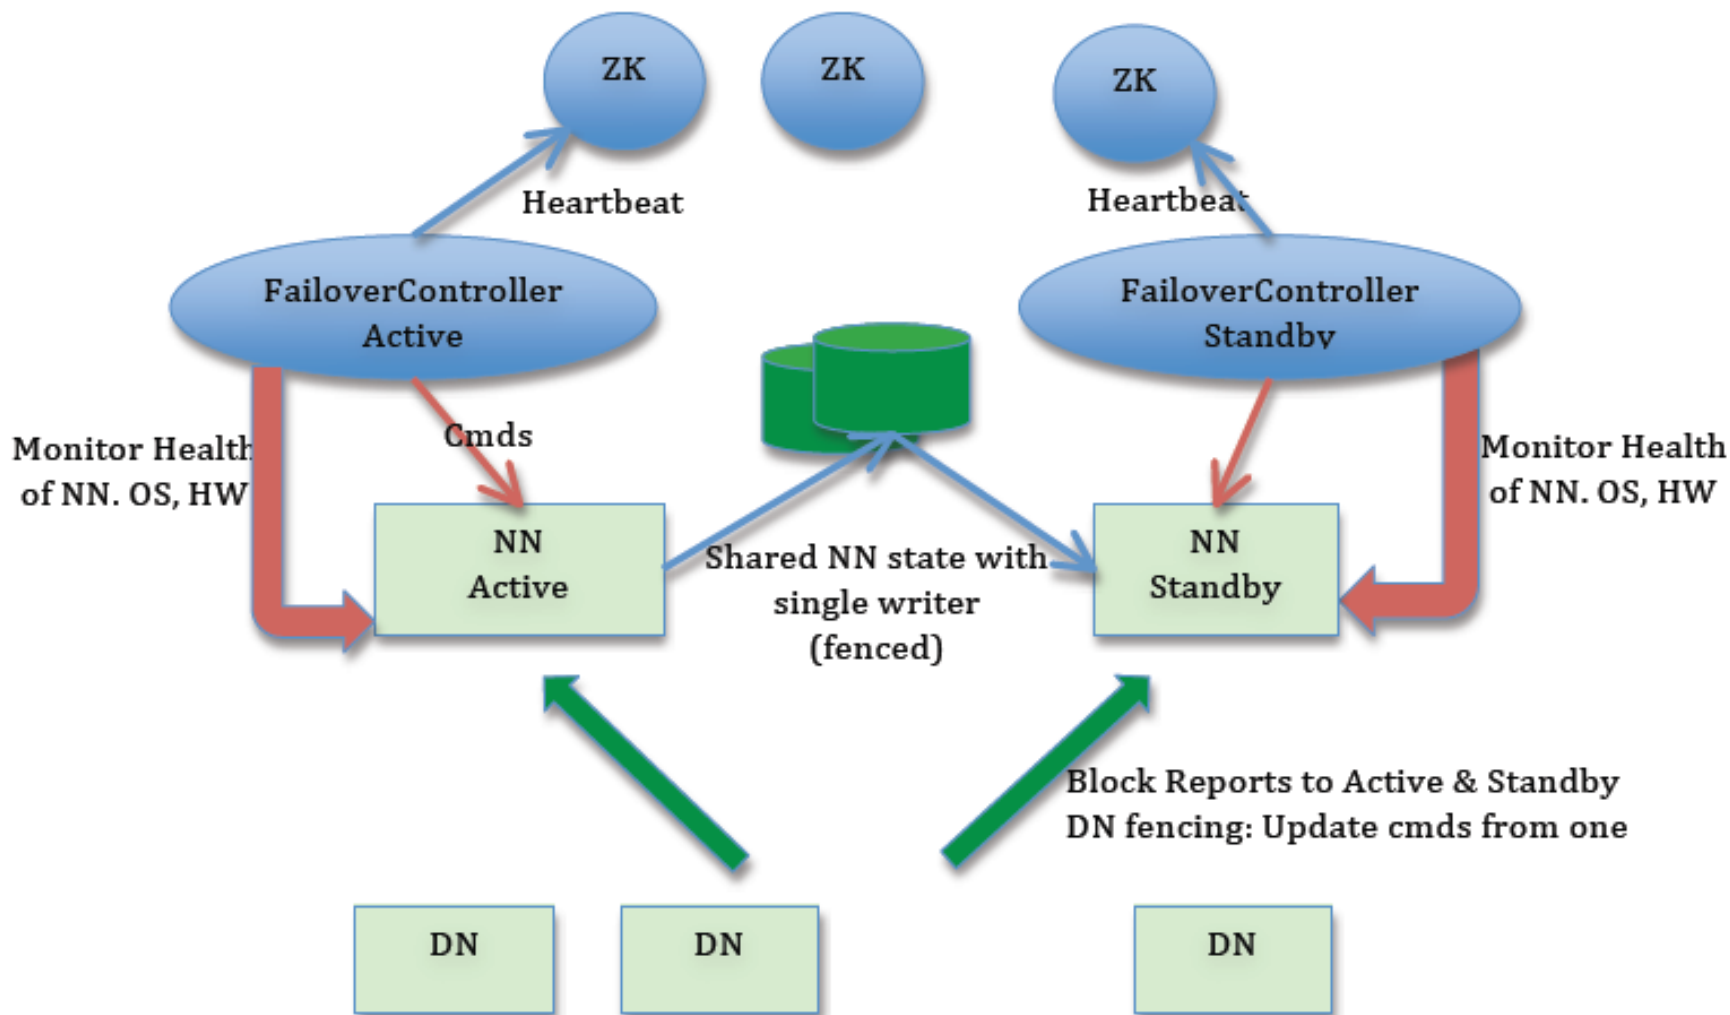 ZK
ZK
ZK
Heartbeat
Heartbeat
FailoverController
Active
FailoverController
Standby
Monitor Health
of NN. OS, HW
Cmds
Monitor Health
of NN. OS, HW
NN
Active
Shared NN state with
single writer
(fenced)
NN
Standby
Block Reports to Active & Standby
DN fencing: Update cmds from one
DN
DN
DN